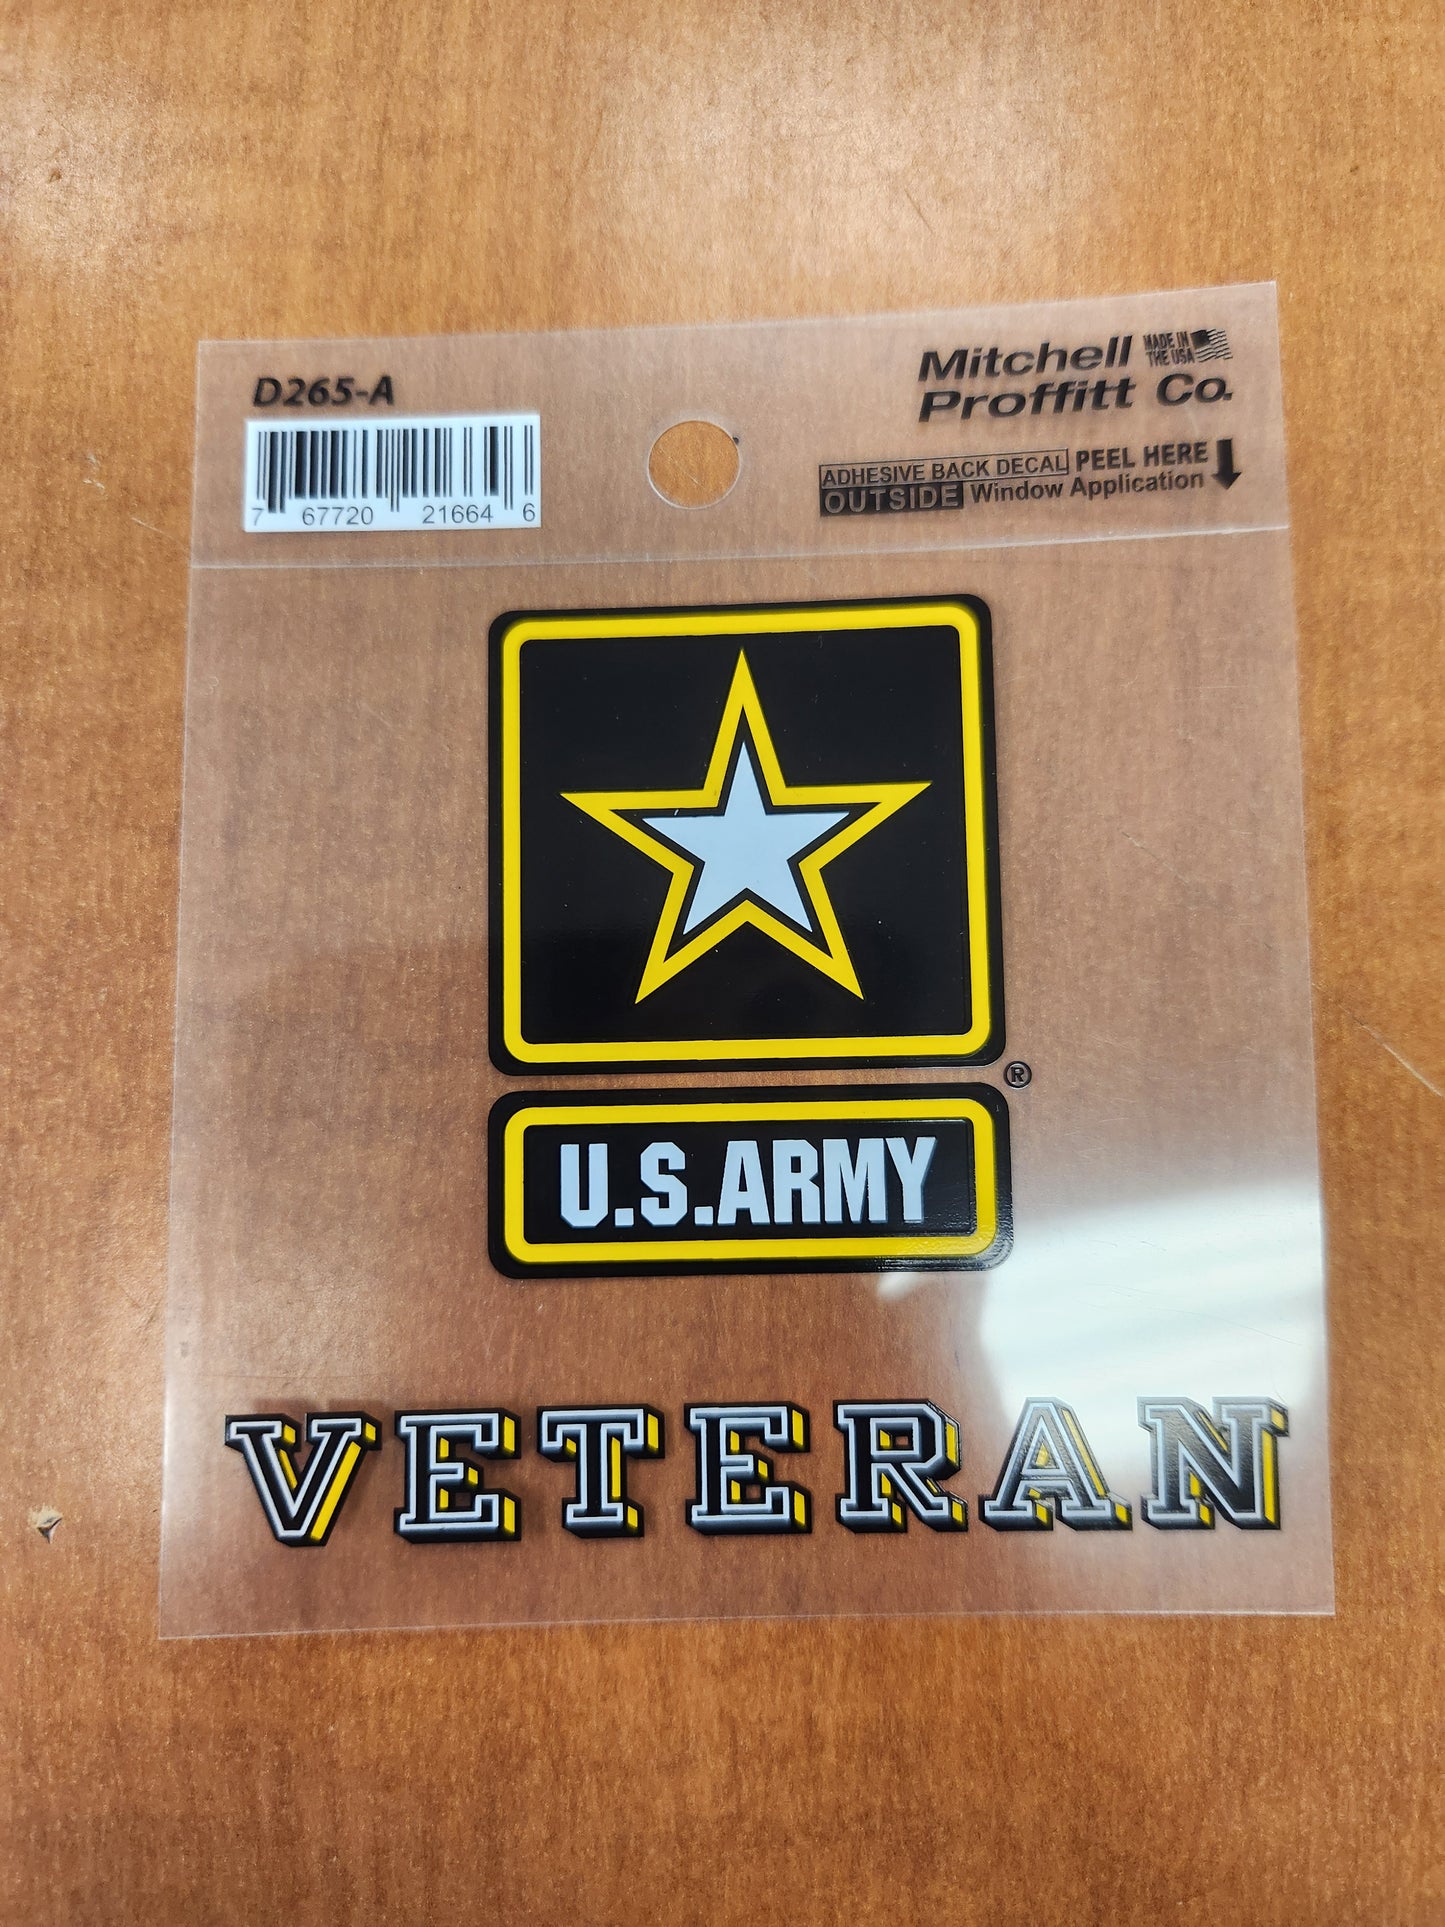 D265-A
7 67720 21664 6
Mitchell
Proffitt Co.
MADE IN
THE USA
ADHESIVE BACK DECAL PEEL HERE
OUTSIDE Window Application
®
U.S.ARMY
VETERAN